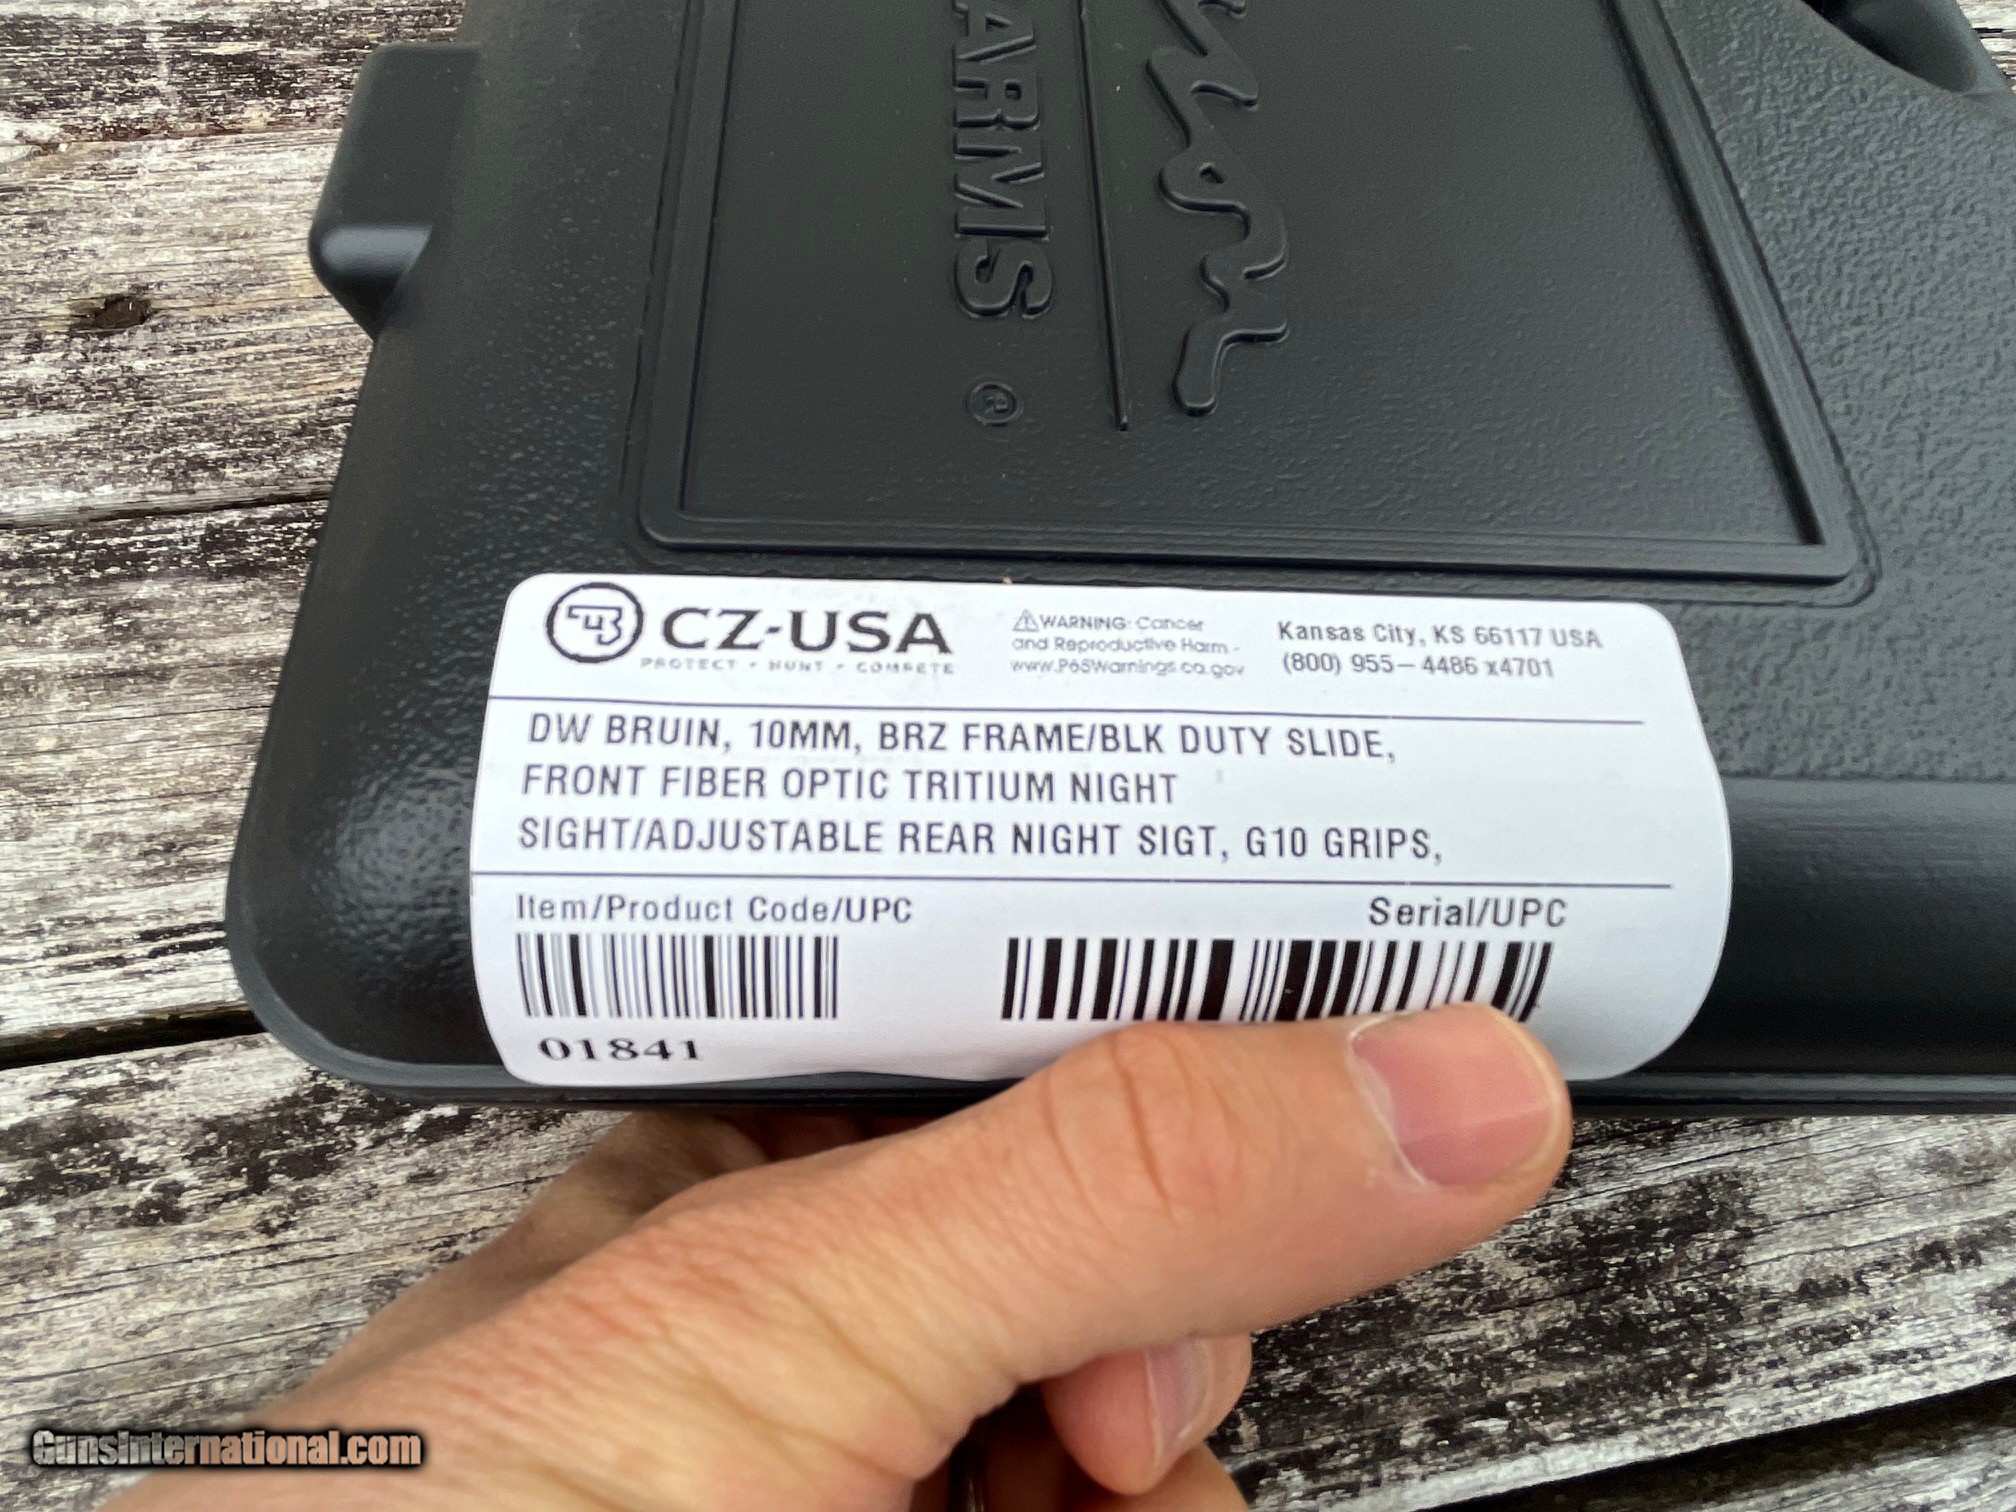 ARMS
®
CZ-USA
PROTECT • HUNT • COMPETE
⚠WARNING: Cancer
and Reproductive Harm -
www.P65Warnings.ca.gov
Kansas City, KS 66117 USA
(800) 955-4486 x4701
DW BRUIN, 10MM, BRZ FRAME/BLK DUTY SLIDE,
FRONT FIBER OPTIC TRITIUM NIGHT
SIGHT/ADJUSTABLE REAR NIGHT SIGT, G10 GRIPS,
Item/Product Code/UPC
Serial/UPC
01841
GunsInternational.com